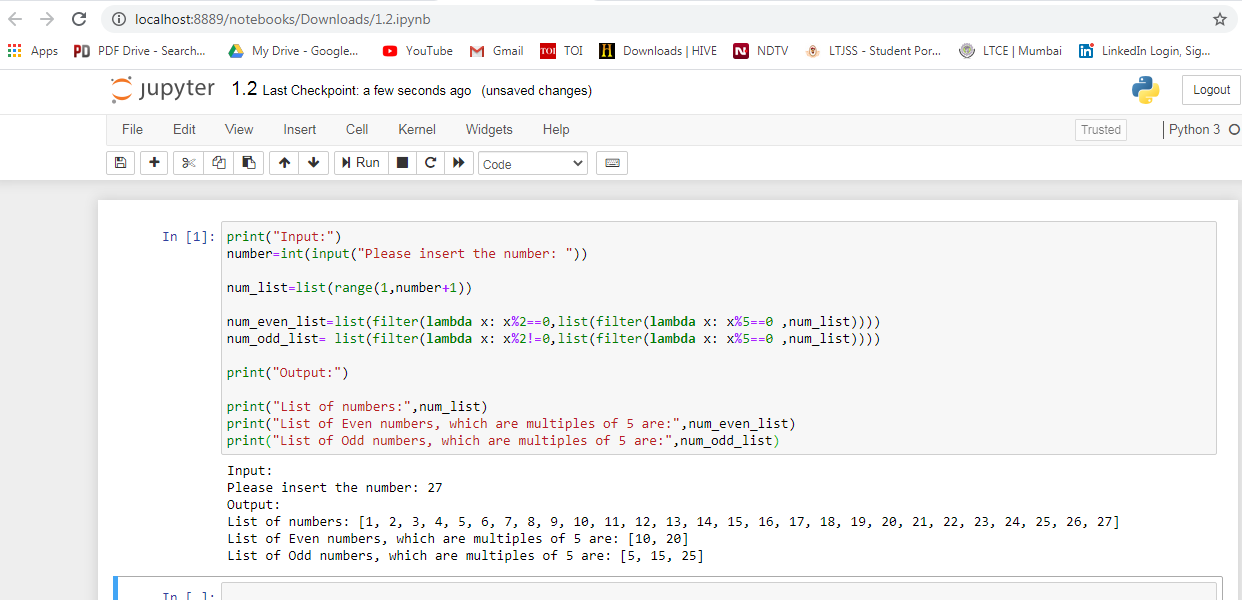 localhost:8889/notebooks/Downloads/1.2.ipynb
Apps PDF Drive - Search... My Drive - Google... YouTube Gmail TOI TOI H Downloads | HIVE N NDTV LTJSS - Student Por... LTCE | Mumbai in LinkedIn Login, Sig...
jupyter 1.2 Last Checkpoint: a few seconds ago (unsaved changes) Logout
File Edit View Insert Cell Kernel Widgets Help Trusted Python 3
Run Code
In [1]: print("Input:")
number=int(input("Please insert the number: "))
num_list=list(range(1,number+1))
num_even_list=list(filter(lambda x: x%2==0,list(filter(lambda x: x%5==0 ,num_list))))
num_odd_list= list(filter(lambda x: x%2!=0,list(filter(lambda x: x%5==0 ,num_list))))
print("Output:")
print("List of numbers:",num_list)
print("List of Even numbers, which are multiples of 5 are:",num_even_list)
print("List of Odd numbers, which are multiples of 5 are:",num_odd_list)
Input:
Please insert the number: 27
Output:
List of numbers: [1, 2, 3, 4, 5, 6, 7, 8, 9, 10, 11, 12, 13, 14, 15, 16, 17, 18, 19, 20, 21, 22, 23, 24, 25, 26, 27]
List of Even numbers, which are multiples of 5 are: [10, 20]
List of Odd numbers, which are multiples of 5 are: [5, 15, 25]
In [ ]: